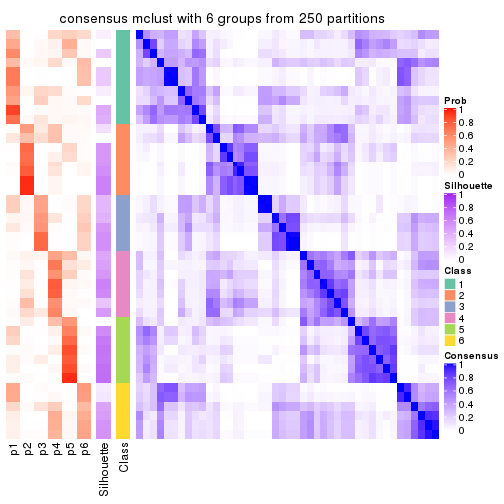 consensus mclust with 6 groups from 250 partitions
Prob
1
0.8
0.6
0.4
0.2
0
Silhouette
1
0.8
0.6
0.4
0.2
0
Class
1
2
3
4
5
6
Consensus
1
0.8
0.6
0.4
0.2
0
p1
p2
p3
p4
p5
p6
Silhouette
Class